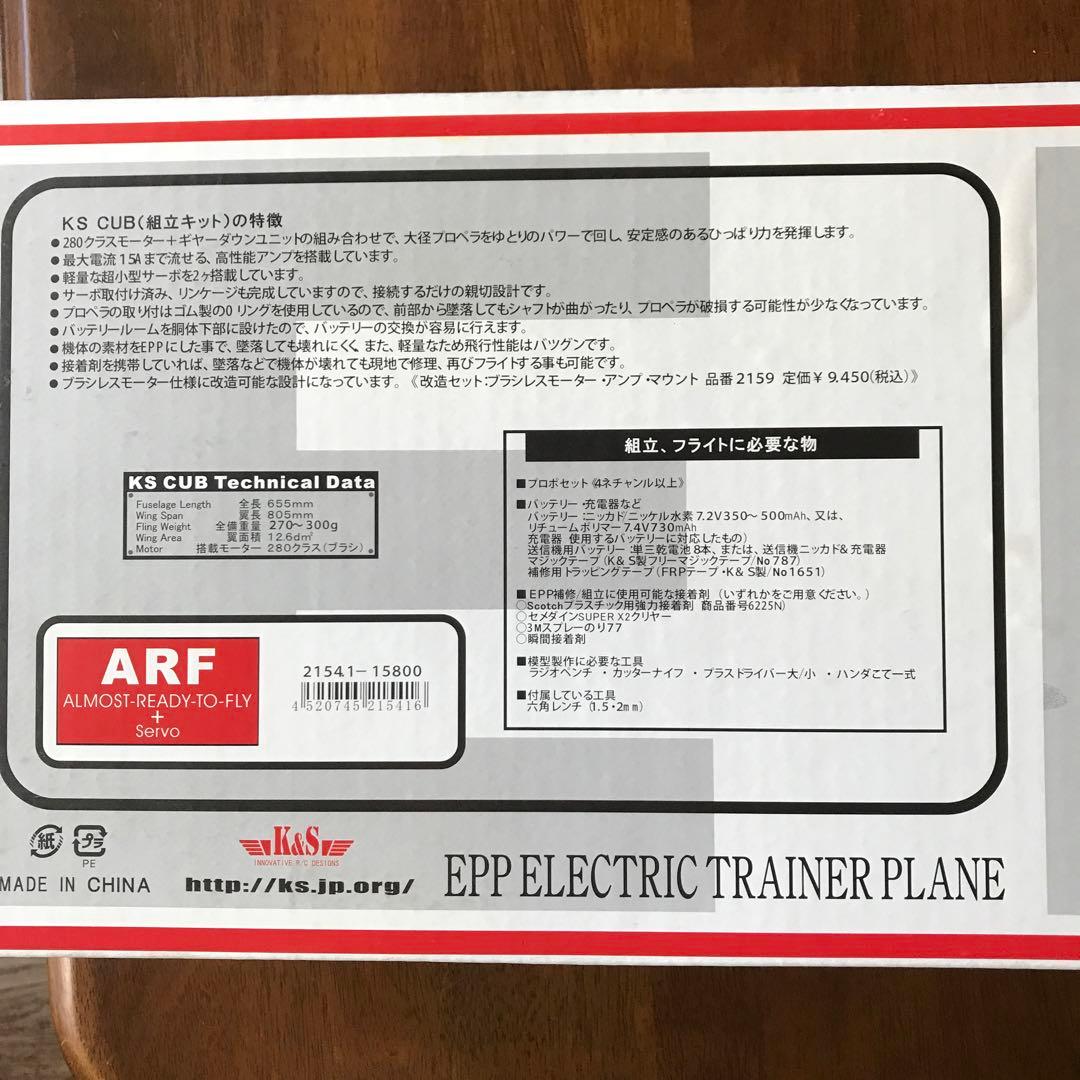 KS CUB(組立キット)の特徴
●280クラスモーター+ギヤーダウンユニットの組み合わせで、大径プロペラをゆとりのパワーで回し、安定感のあるひっぱり力を発揮します。
●最大電流15Aまで流せる、高性能アンプを搭載しています。
●軽量な超小型サーボを2ヶ搭載しています。
●サーボ取付け済み、リンケージも完成していますので、接続するだけの親切設計です。
●プロペラの取り付はゴム製のOリングを使用しているので、前部から墜落してもシャフトが曲がったり、プロペラが破損する可能性が少なくなっています。
●バッテリールームを胴体下部に設けたので、バッテリーの交換が容易に行えます。
●機体の素材をEPPにした事で、墜落しても壊れにくく、また、軽量なため飛行性能はバツグンです。
●接着剤を携帯していれば、墜落などで機体が壊れても現地で修理、再びフライトする事も可能です。
●ブラシレスモーター仕様に改造可能な設計になっています。《改造セット:ブラシレスモーター・アンプ・マウント 品番2159 定価¥9.450(税込)》
KS CUB Technical Data
Fuselage Length 全長 655mm
Wing Span 翼長 805mm
Fling Weight 全備重量 270〜300g
Wing Area 翼面積 12.6d㎡
Motor 搭載モーター 280クラス(ブラシ)
組立、フライトに必要な物
■プロポセット《4ネチャンル以上》
■バッテリー・充電器など
バッテリー:ニッカド/ニッケル水素7.2V350〜500mAh、又は、
リチュームポリマー7.4V730mAh
充電器 使用するバッテリーに対応したもの)
送信機用バッテリー:単三乾電池8本、または、送信機ニッカド&充電器
マジックテープ(K&S製フリーマジックテープ/No787)
補修用トラッピングテープ(FRPテープ・K&S製/No1651)
■EPP補修/組立に使用可能な接着剤 (いずれかをご用意ください。)
○Scotchプラスチック用強力接着剤 商品番号6225N)
○セメダインSUPER X2クリヤー
○3Mスプレーのり77
○瞬間接着剤
■模型製作に必要な工具
ラジオペンチ ・カッターナイフ ・プラスドライバー大/小 ・ハンダこて一式
■付属している工具
六角レンチ (1.5・2mm)
ARF
ALMOST-READY-TO-FLY
+
Servo
2154.1-15800
4 520745 215416
紙
プラ
PE
MADE IN CHINA
K&S
INNOVATIVE R/C DESIGNS
http://ks.jp.org/
EPP ELECTRIC TRAINER PLANE